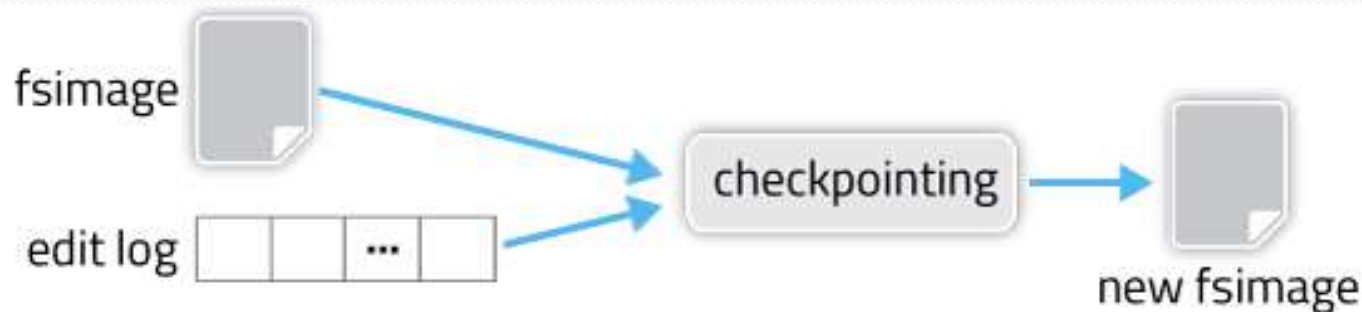 fsimage
checkpointing
edit log
...
new fsimage